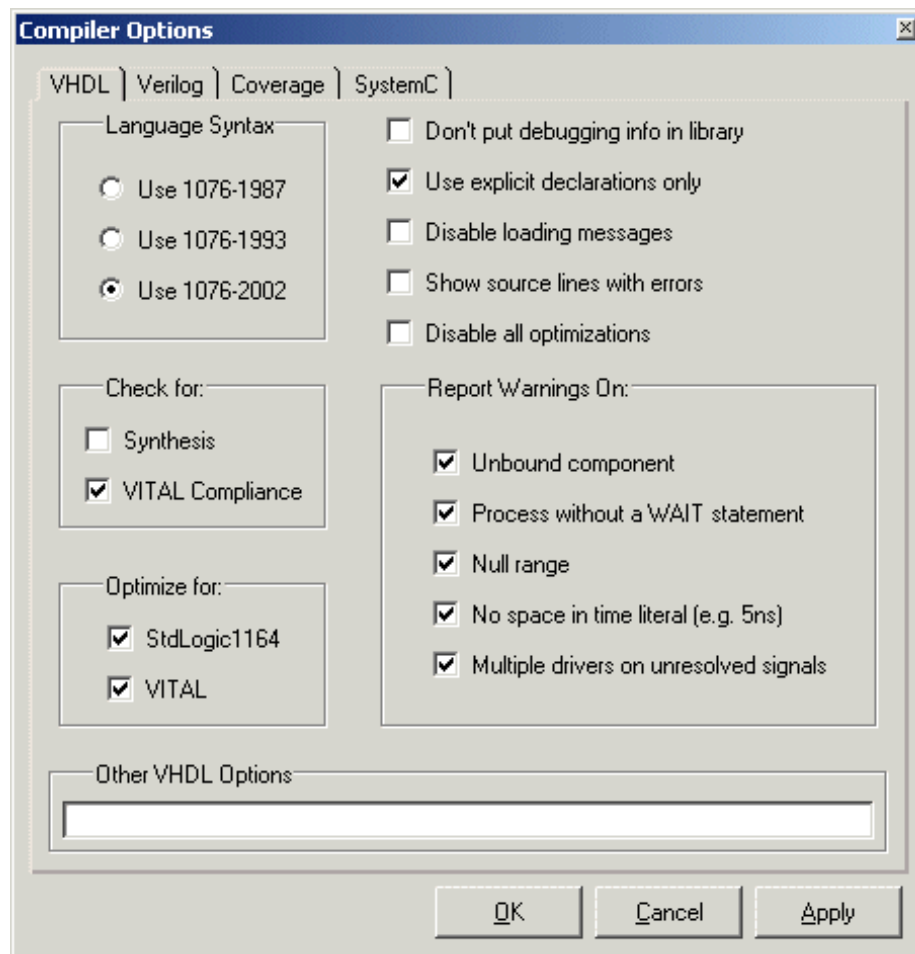 Compiler Options
VHDL Verilog Coverage SystemC
Language Syntax
Use 1076-1987
Use 1076-1993
Use 1076-2002
Don't put debugging info in library
Use explicit declarations only
Disable loading messages
Show source lines with errors
Disable all optimizations
Check for:
Synthesis
VITAL Compliance
Optimize for:
StdLogic1164
VITAL
Report Warnings On:
Unbound component
Process without a WAIT statement
Null range
No space in time literal (e.g. 5ns)
Multiple drivers on unresolved signals
Other VHDL Options
OK Cancel Apply